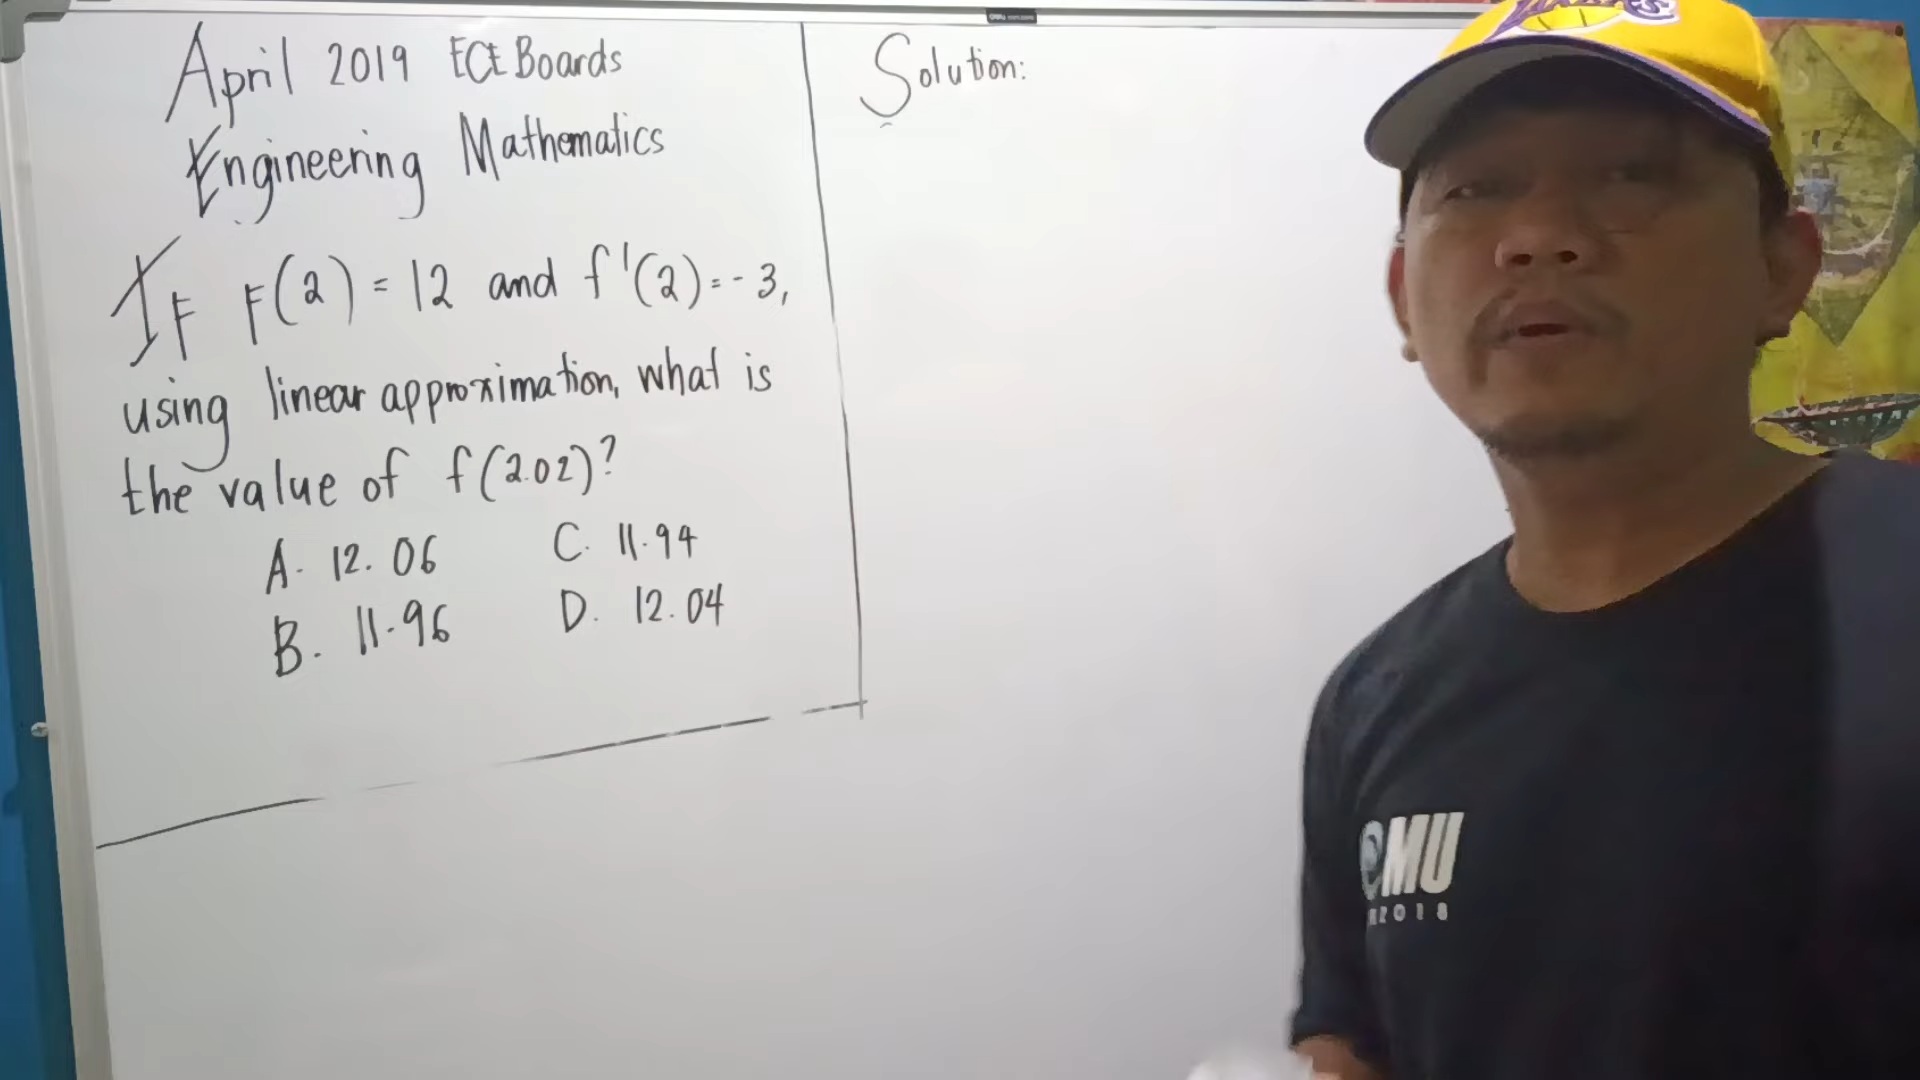 April 2019 ECE Boards
Engineering Mathematics
If F(2) = 12 and f'(2) = -3,
using linear approximation, what is
the value of f(2.02)?
A. 12.06 C. 11.94
B. 11.96 D. 12.04
Solution:
MU
2018